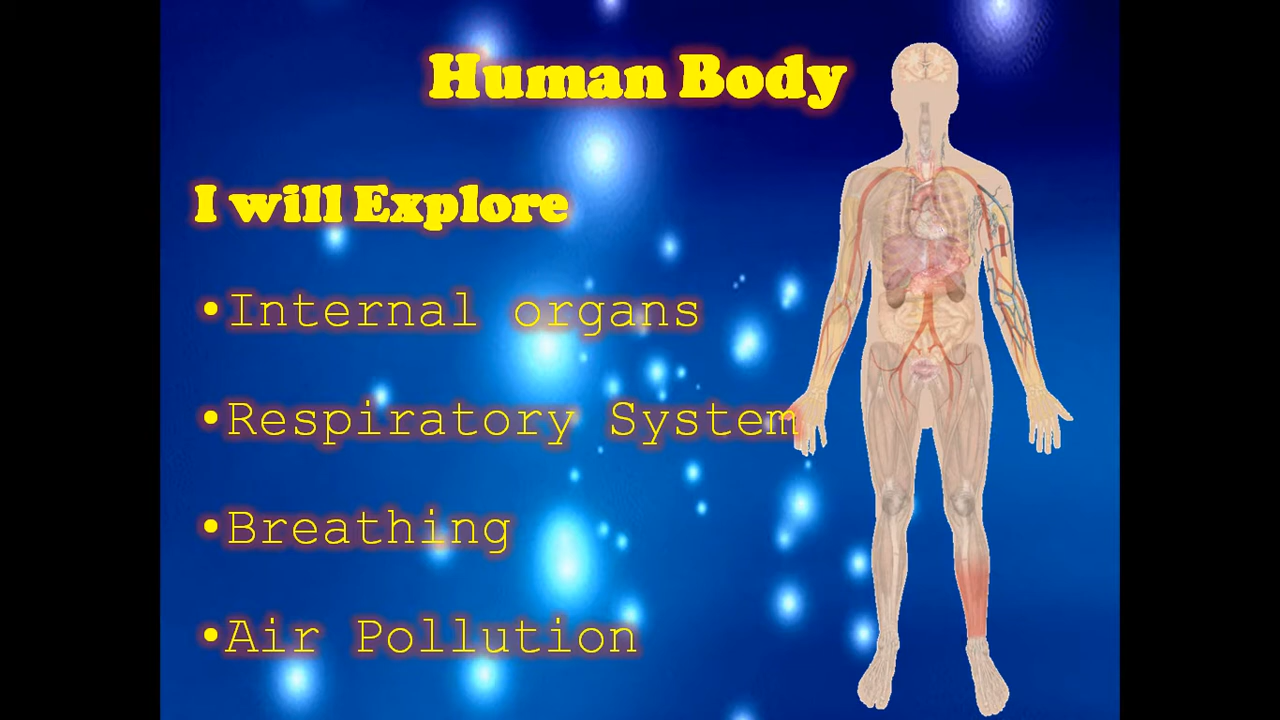 Human Body
I will Explore
•Internal organs
•Respiratory System
•Breathing
•Air Pollution